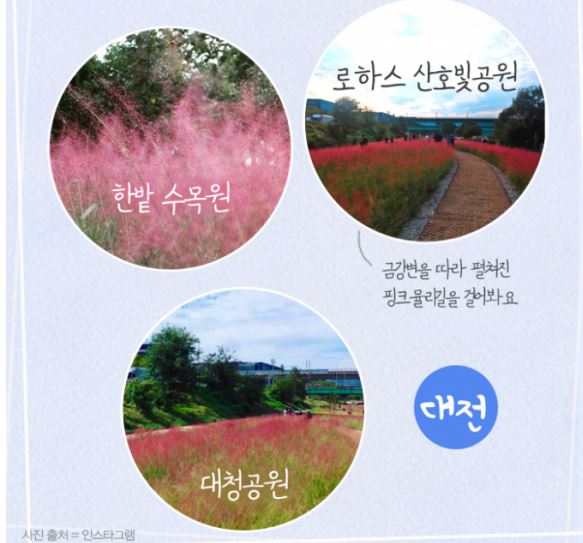 한밭 수목원
로하스 산호빛공원
금강변을 따라 펼쳐진
핑크뮬리길을 걸어봐요
대청공원
대전
사진 출처 = 인스타그램